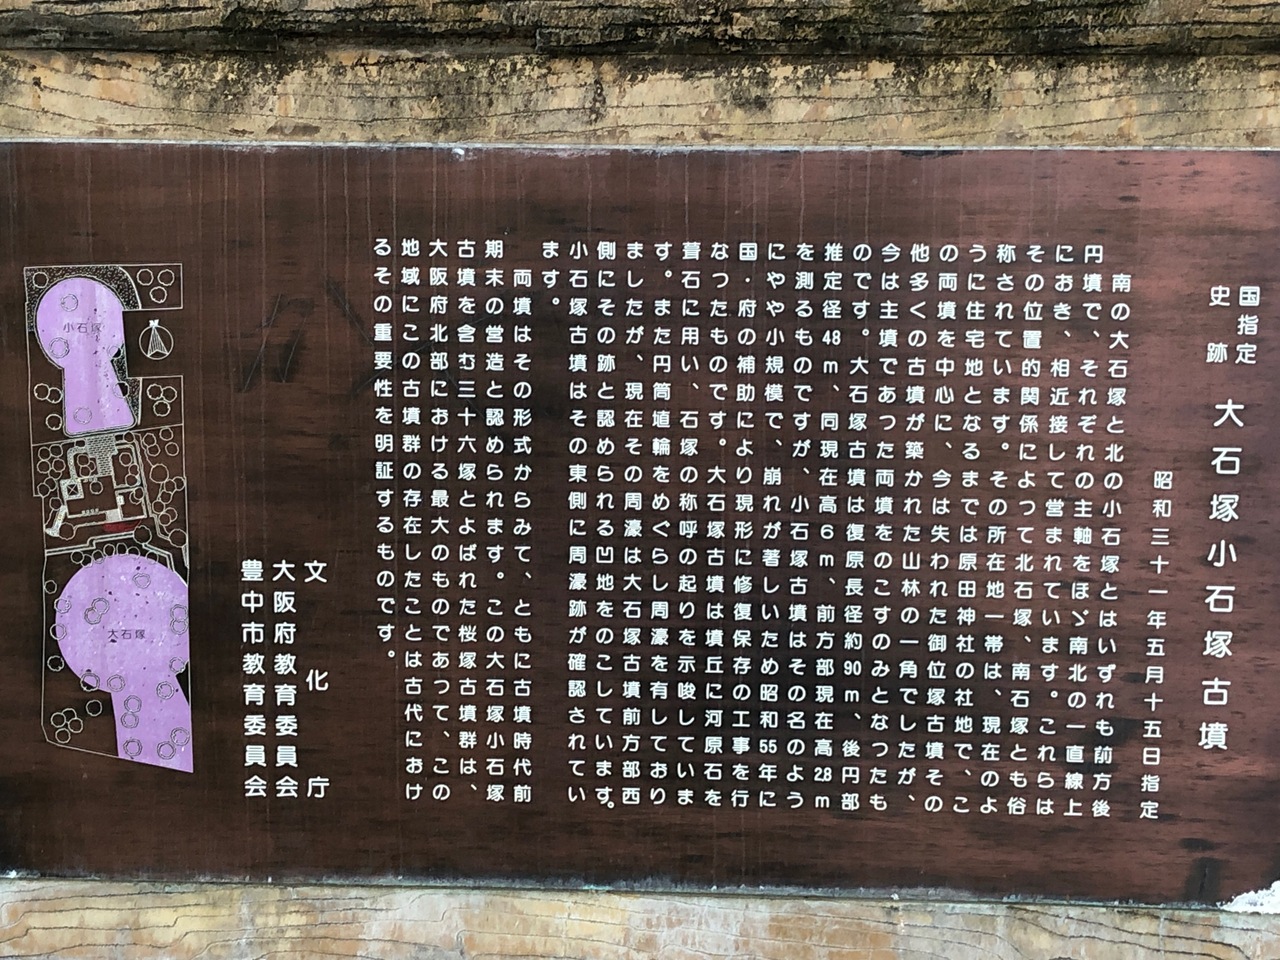 国指定
史跡
大石塚小石塚古墳
昭和三十一年五月十五日指定
南の大石塚と北の小石塚とはいずれも前方後
円墳で、それぞれの主軸をほゞ南北の一直線上
におき、相近接して営まれています。これらは
その位置的関係によって北石塚、南石塚とも俗
称されています。その所在地一帯は、現在のよ
うに住宅地となるまでは原田神社の社地で、こ
の両墳を中心に、今は失われた御位塚古墳その
他多くの古墳が築かれた山林の一角でしたが、
今は主墳であった両墳をのこすのみとなったも
のです。大石塚古墳は復原長径約90m、後円部
推定径48m、同現在高6m、前方部現在高28m
を測るものですが、小石塚古墳はその名のよう
にやや小規模で、崩れが著しいため昭和55年に
国・府の補助により現形に修復保存の工事を行
なったものです。大石塚古墳は墳丘に河原石を
葺石に用い、石塚の称呼の起りを示唆していま
す。また円筒埴輪をめぐらし周濠を有しており
ましたが、現在その周濠は大石塚古墳前方部西
側にその跡と認められる凹地をのこしています。
小石塚古墳はその東側に周濠跡が確認されてい
ます。
両墳はその形式からみて、ともに古墳時代前
期末の営造と認められます。この大石塚小石塚
古墳を含む三十六塚とよばれた桜塚古墳群は、
大阪府北部における最大のものであって、この
地域にこの古墳群の存在したことは古代におけ
るその重要性を明証するものです。
文化庁
大阪府教育委員会
豊中市教育委員会
小石塚
大石塚